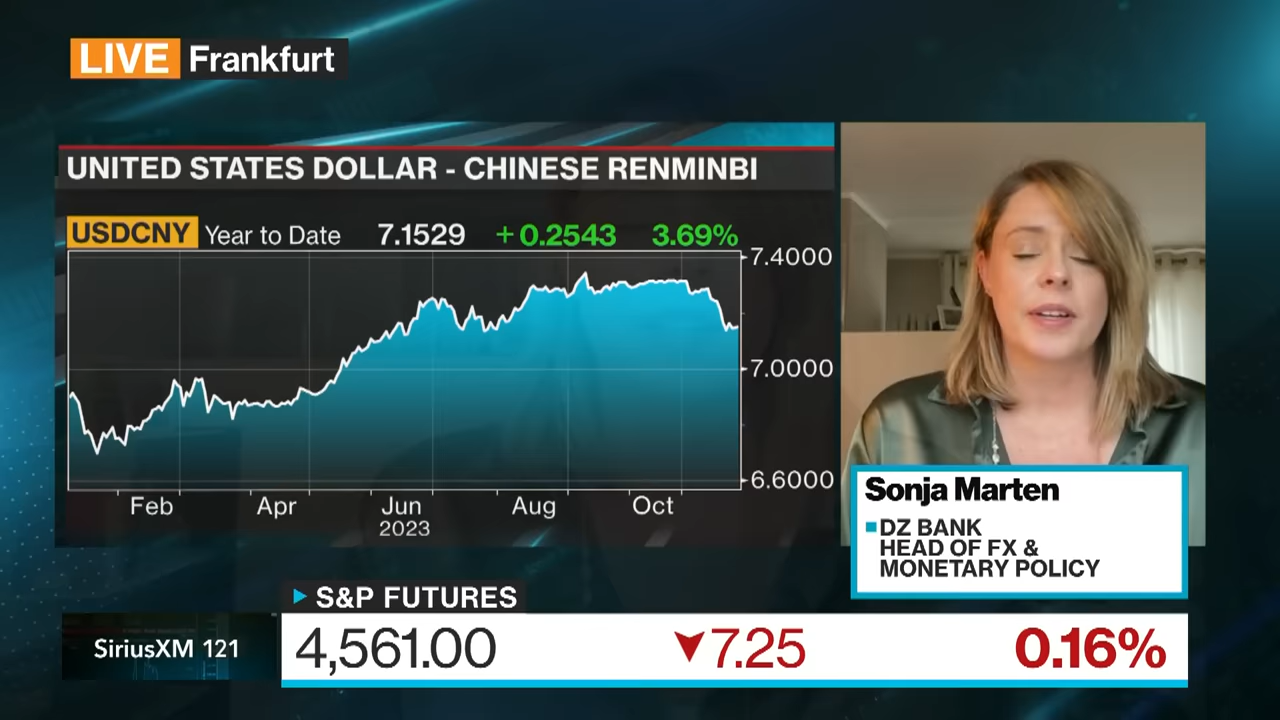 LIVE Frankfurt
UNITED STATES DOLLAR - CHINESE RENMINBI
USDCNY Year to Date 7.1529 +0.2543 3.69%
7.4000
7.0000
6.6000
Feb Apr Jun Aug Oct
2023
Sonja Marten
DZ BANK
HEAD OF FX &
MONETARY POLICY
S&P FUTURES
SiriusXM 121
4,561.00 7.25 0.16%